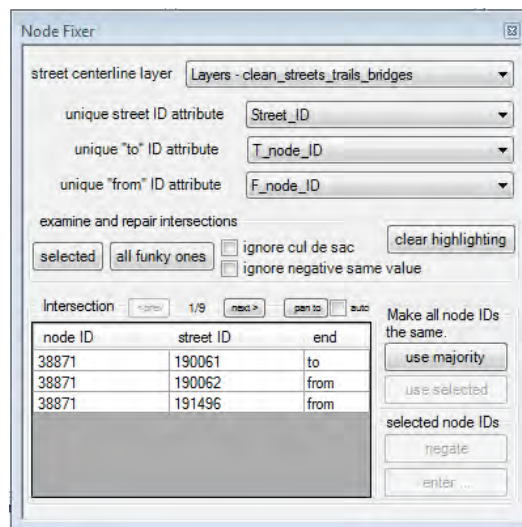 Node Fixer
street centerline layer Layers - clean_streets_trails_bridges
unique street ID attribute Street_ID
unique "to" ID attribute T_node_ID
unique "from" ID attribute F_node_ID
examine and repair intersections
selected all funky ones ignore cul de sac clear highlighting
ignore negative same value
Intersection < prev 1/9 next > pan to auto
Make all node IDs the same.
node ID street ID end
38871 190061 to
38871 190062 from
38871 191496 from
use majority
use selected
selected node IDs
negate
enter ...